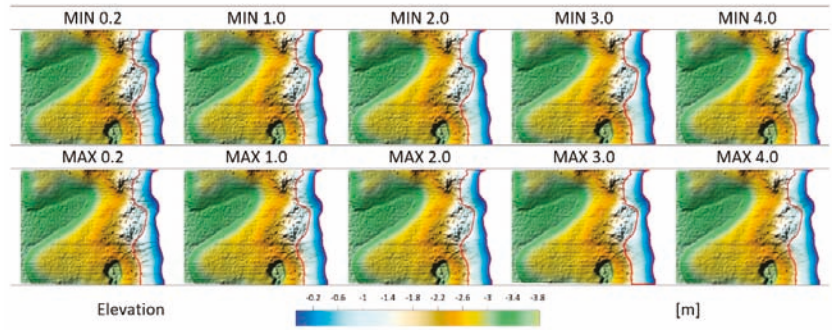 MIN 0.2 MIN 1.0 MIN 2.0 MIN 3.0 MIN 4.0
MAX 0.2 MAX 1.0 MAX 2.0 MAX 3.0 MAX 4.0
-0.2 -0.6 -1 -1.4 -1.8 -2.2 -2.6 -3 -3.4 -3.8
Elevation [m]